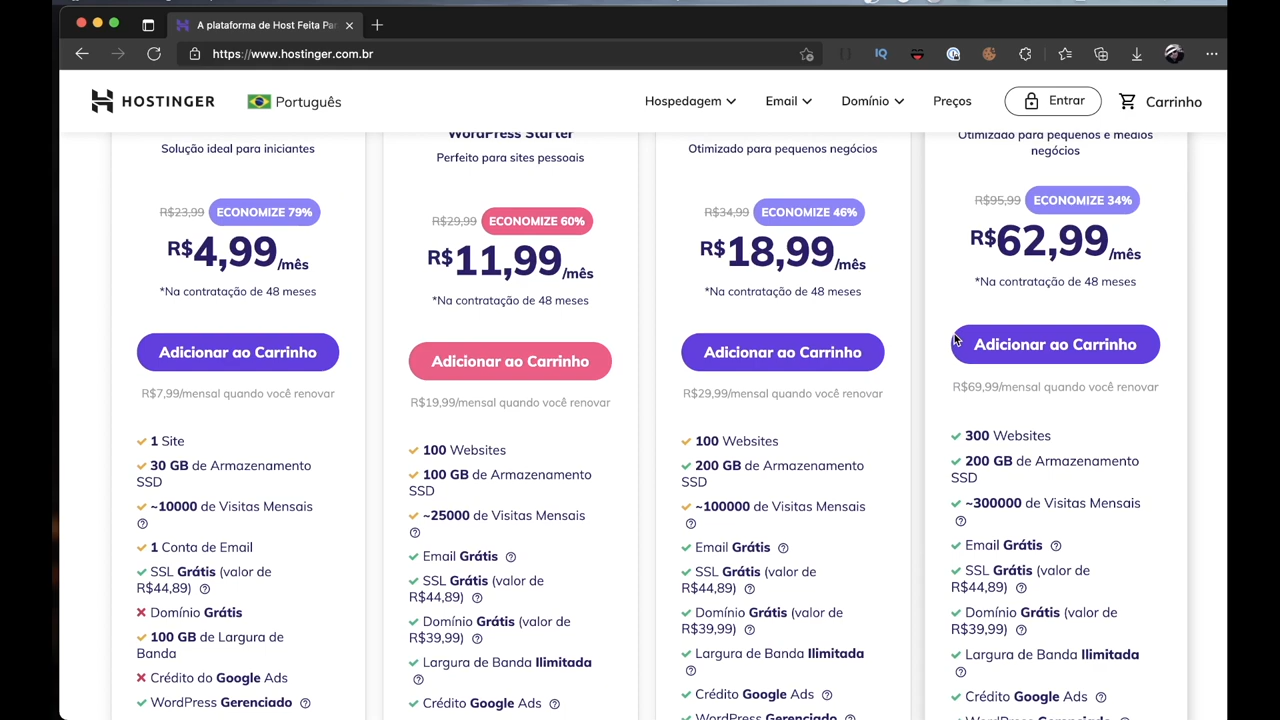 A plataforma de Host Feita Par
https://www.hostinger.com.br
IQ
HOSTINGER
Português
Hospedagem
Email
Domínio
Preços
Entrar
Carrinho
Solução ideal para iniciantes
R$23,99 ECONOMIZE 79%
R$4,99/mês
*Na contratação de 48 meses
Adicionar ao Carrinho
R$7,99/mensal quando você renovar
1 Site
30 GB de Armazenamento
SSD
~10000 de Visitas Mensais
1 Conta de Email
SSL Grátis (valor de
R$44,89)
Domínio Grátis
100 GB de Largura de
Banda
Crédito do Google Ads
WordPress Gerenciado
WordPress Starter
Perfeito para sites pessoais
R$29,99 ECONOMIZE 60%
R$11,99/mês
*Na contratação de 48 meses
Adicionar ao Carrinho
R$19,99/mensal quando você renovar
100 Websites
100 GB de Armazenamento
SSD
~25000 de Visitas Mensais
Email Grátis
SSL Grátis (valor de
R$44,89)
Domínio Grátis (valor de
R$39,99)
Largura de Banda Ilimitada
Crédito Google Ads
Otimizado para pequenos negócios
R$34,99 ECONOMIZE 46%
R$18,99/mês
*Na contratação de 48 meses
Adicionar ao Carrinho
R$29,99/mensal quando você renovar
100 Websites
200 GB de Armazenamento
SSD
~100000 de Visitas Mensais
Email Grátis
SSL Grátis (valor de
R$44,89)
Domínio Grátis (valor de
R$39,99)
Largura de Banda Ilimitada
Crédito Google Ads
WordPress Gerenciado
Otimizado para pequenos e médios
negócios
R$95,99 ECONOMIZE 34%
R$62,99/mês
*Na contratação de 48 meses
Adicionar ao Carrinho
R$69,99/mensal quando você renovar
300 Websites
200 GB de Armazenamento
SSD
~300000 de Visitas Mensais
Email Grátis
SSL Grátis (valor de
R$44,89)
Domínio Grátis (valor de
R$39,99)
Largura de Banda Ilimitada
Crédito Google Ads